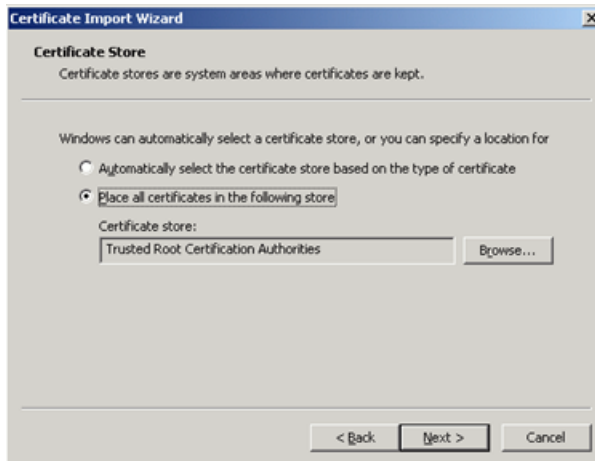 Certificate Import Wizard
Certificate Store
Certificate stores are system areas where certificates are kept.
Windows can automatically select a certificate store, or you can specify a location for
Automatically select the certificate store based on the type of certificate
Place all certificates in the following store
Certificate store:
Trusted Root Certification Authorities
Browse...
< Back
Next >
Cancel